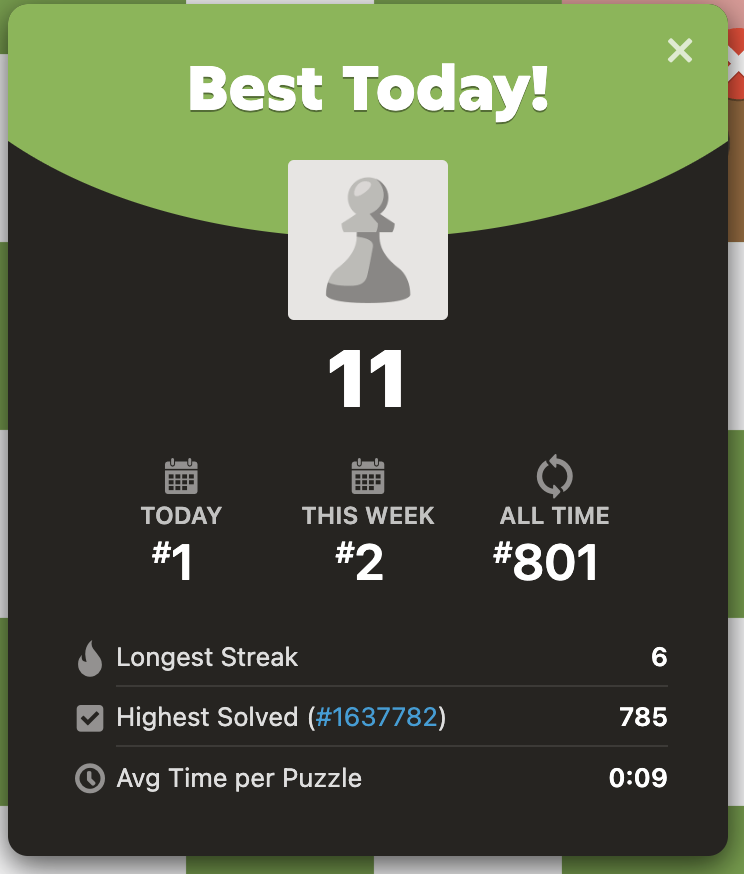 Best Today!
11
TODAY
THIS WEEK
ALL TIME
#1
#2
#801
Longest Streak 6
Highest Solved (#1637782) 785
Avg Time per Puzzle 0:09